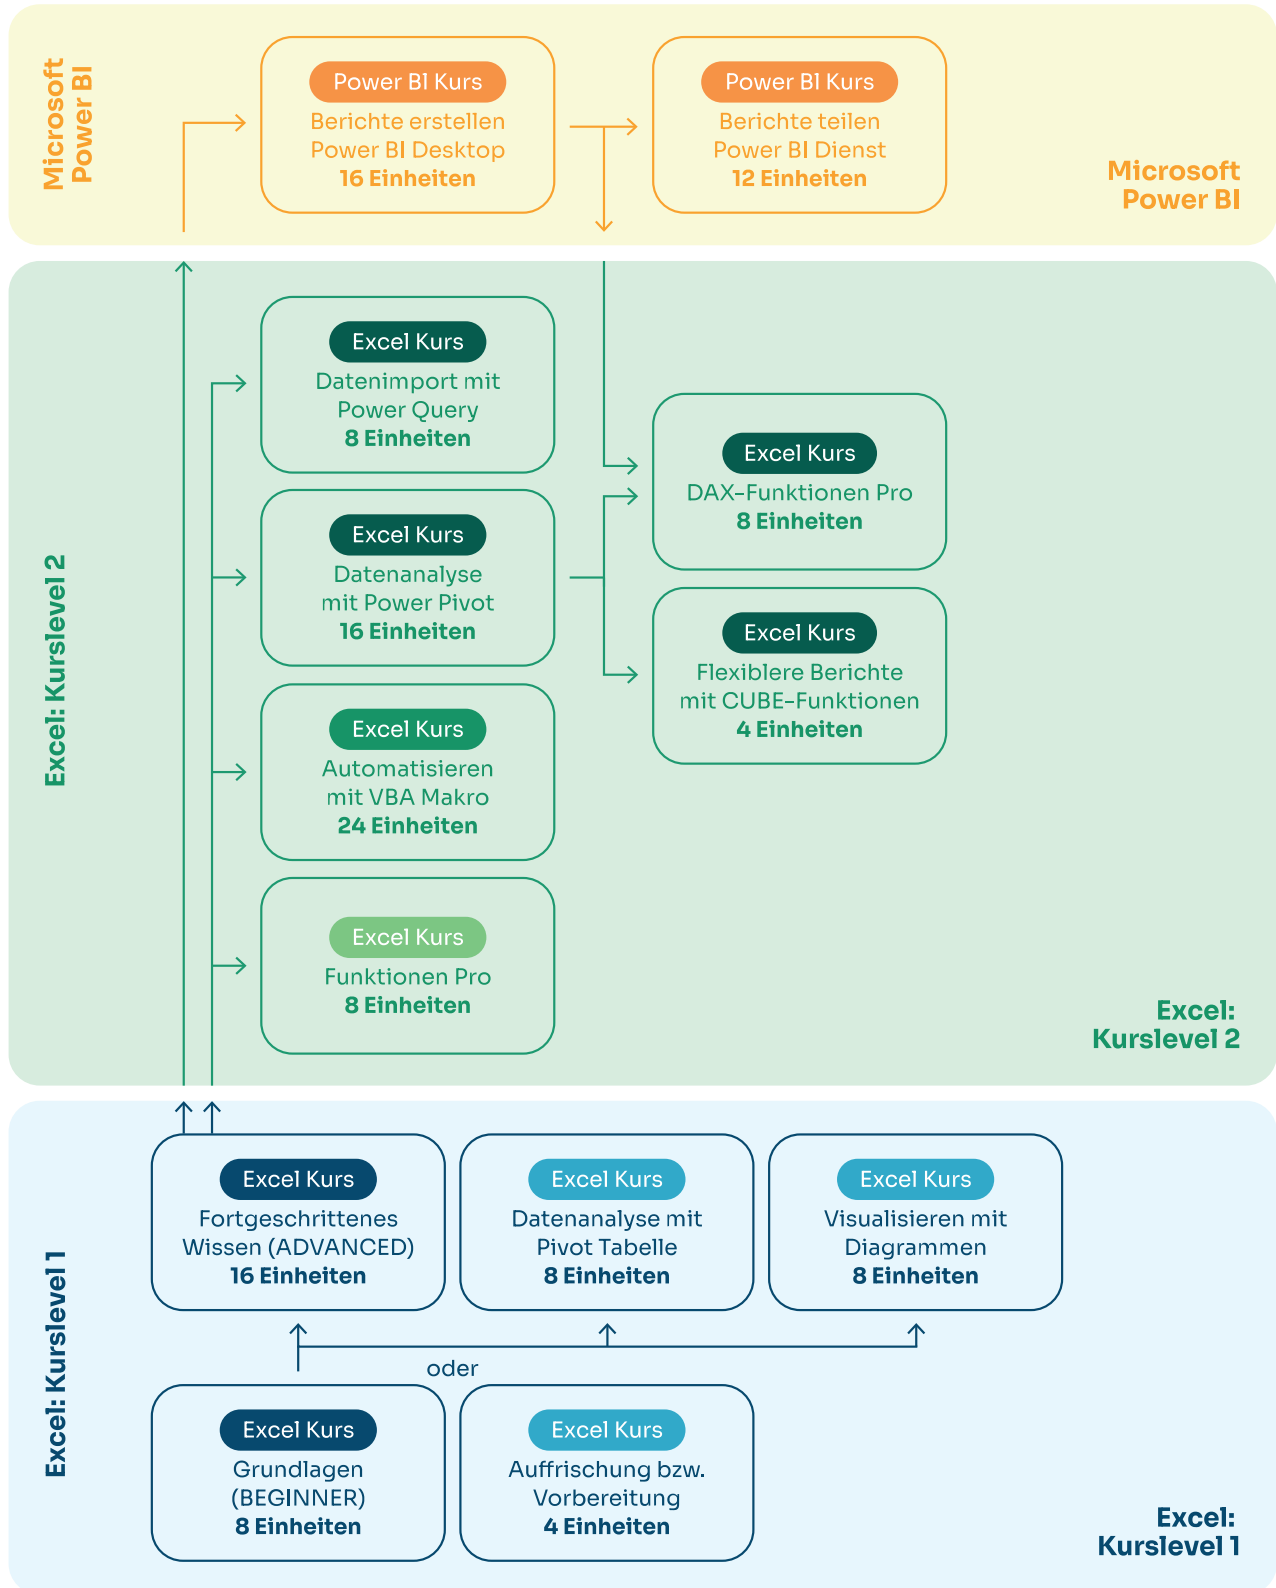 Microsoft
Power BI
Power BI Kurs
Berichte erstellen
Power BI Desktop
16 Einheiten
Power BI Kurs
Berichte teilen
Power BI Dienst
12 Einheiten
Microsoft
Power BI
Excel: Kurslevel 2
Excel Kurs
Datenimport mit
Power Query
8 Einheiten
Excel Kurs
DAX-Funktionen Pro
8 Einheiten
Excel Kurs
Datenanalyse
mit Power Pivot
16 Einheiten
Excel Kurs
Flexiblere Berichte
mit CUBE-Funktionen
4 Einheiten
Excel Kurs
Automatisieren
mit VBA Makro
24 Einheiten
Excel Kurs
Funktionen Pro
8 Einheiten
Excel:
Kurslevel 2
Excel: Kurslevel 1
Excel Kurs
Fortgeschrittenes
Wissen (ADVANCED)
16 Einheiten
Excel Kurs
Datenanalyse mit
Pivot Tabelle
8 Einheiten
Excel Kurs
Visualisieren mit
Diagrammen
8 Einheiten
oder
Excel Kurs
Grundlagen
(BEGINNER)
8 Einheiten
Excel Kurs
Auffrischung bzw.
Vorbereitung
4 Einheiten
Excel:
Kurslevel 1